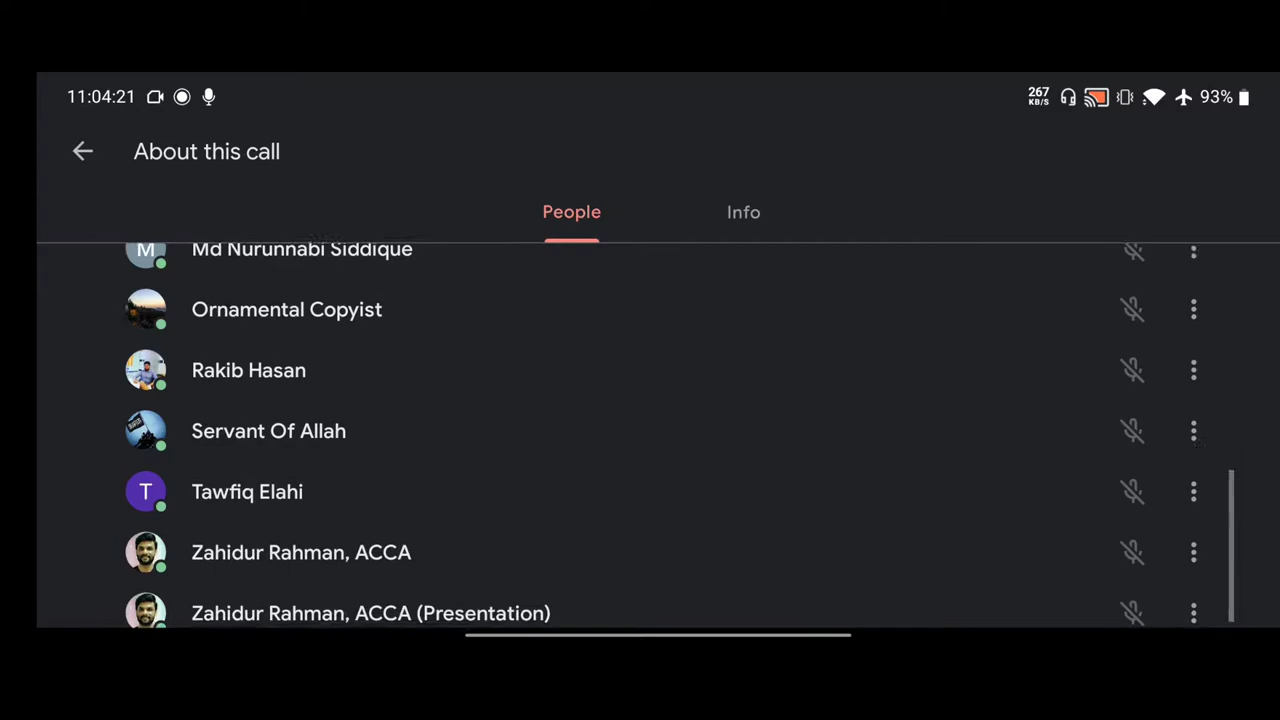 11:04:21 267 KB/S 93%
About this call
People Info
M Md Nurunnabi Siddique
Ornamental Copyist
Rakib Hasan
Servant Of Allah
T Tawfiq Elahi
Zahidur Rahman, ACCA
Zahidur Rahman, ACCA (Presentation)